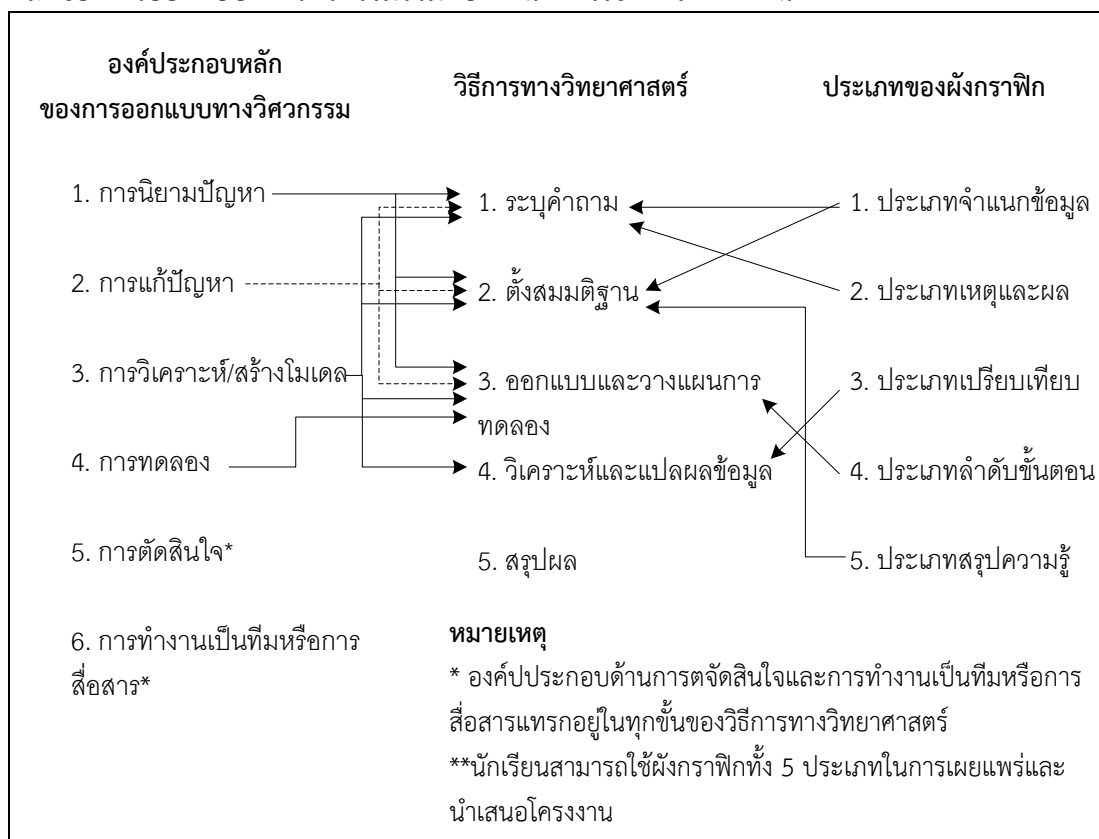 องค์ประกอบหลัก
ของการออกแบบทางวิศวกรรม
วิธีการทางวิทยาศาสตร์
ประเภทของผังกราฟิก
1. การนิยามปัญหา
1. ระบุคำถาม
1. ประเภทจำแนกข้อมูล
2. การแก้ปัญหา
2. ตั้งสมมติฐาน
2. ประเภทเหตุและผล
3. การวิเคราะห์/สร้างโมเดล
3. ออกแบบและวางแผนการ
ทดลอง
3. ประเภทเปรียบเทียบ
4. การทดลอง
4. วิเคราะห์และแปลผลข้อมูล
4. ประเภทลำดับขั้นตอน
5. การตัดสินใจ*
5. สรุปผล
5. ประเภทสรุปความรู้
6. การทำงานเป็นทีมหรือการ
สื่อสาร*
หมายเหตุ
* องค์ปประกอบด้านการตจัดสินใจและการทำงานเป็นทีมหรือการ
สื่อสารแทรกอยู่ในทุกขั้นของวิธีการทางวิทยาศาสตร์
**นักเรียนสามารถใช้ผังกราฟิกทั้ง 5 ประเภทในการเผยแพร่และ
นำเสนอโครงงาน